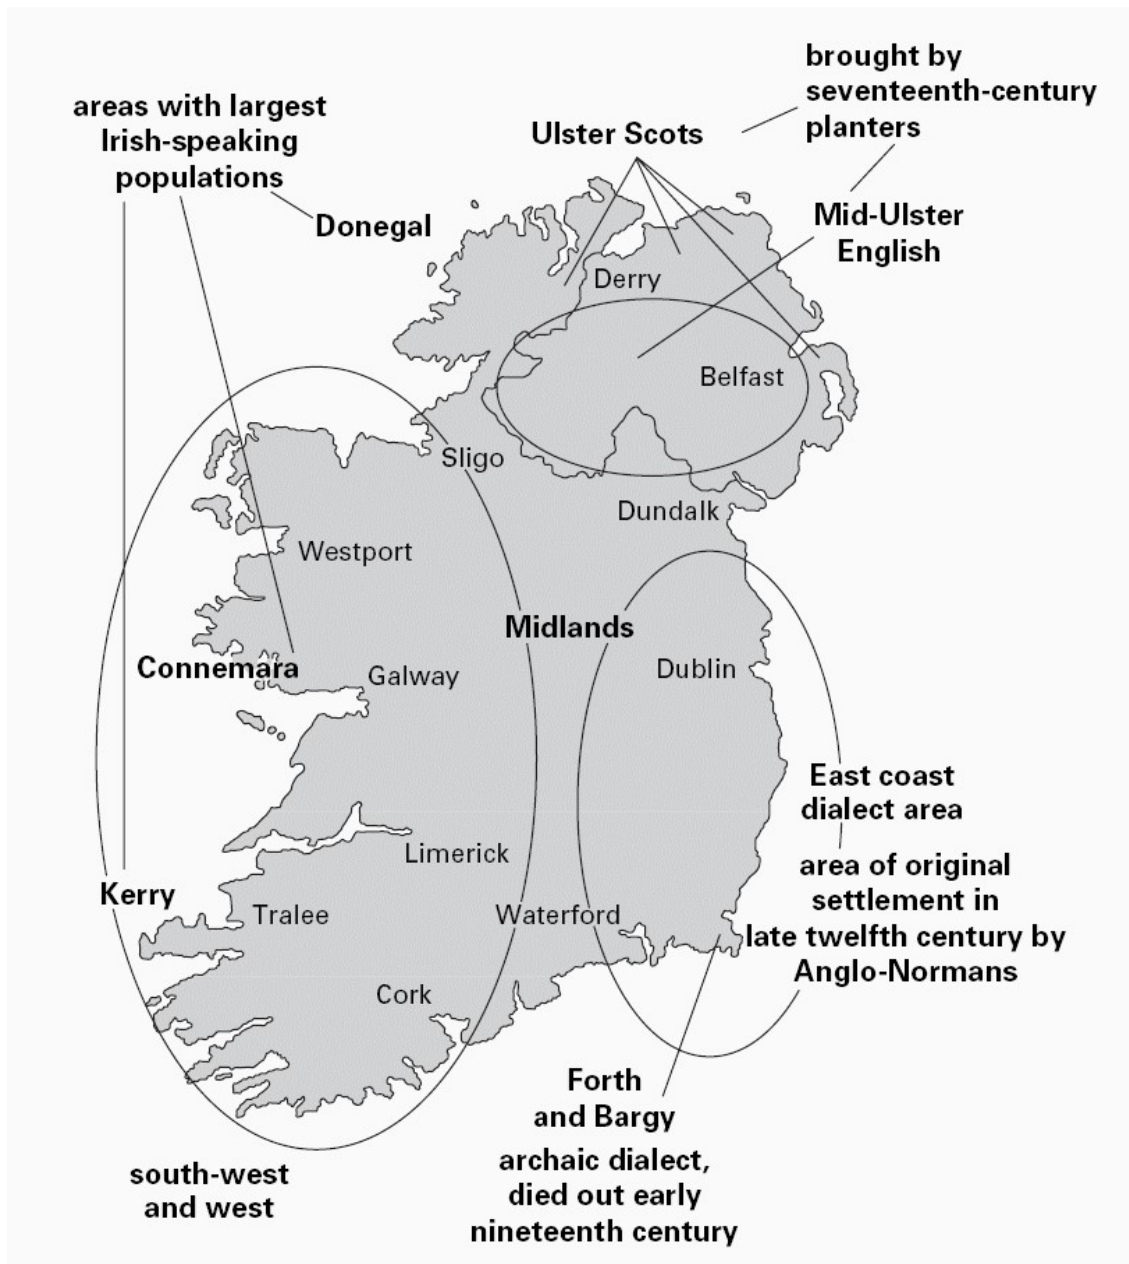 brought by
seventeenth-century
planters
areas with largest
Irish-speaking
populations
Ulster Scots
Donegal
Mid-Ulster
English
Derry
Belfast
Sligo
Dundalk
Westport
Midlands
Connemara
Galway
Dublin
East coast
dialect area
Limerick
area of original
settlement in
late twelfth century by
Anglo-Normans
Kerry
Tralee
Waterford
Cork
Forth
and Bargy
archaic dialect,
died out early
nineteenth century
south-west
and west